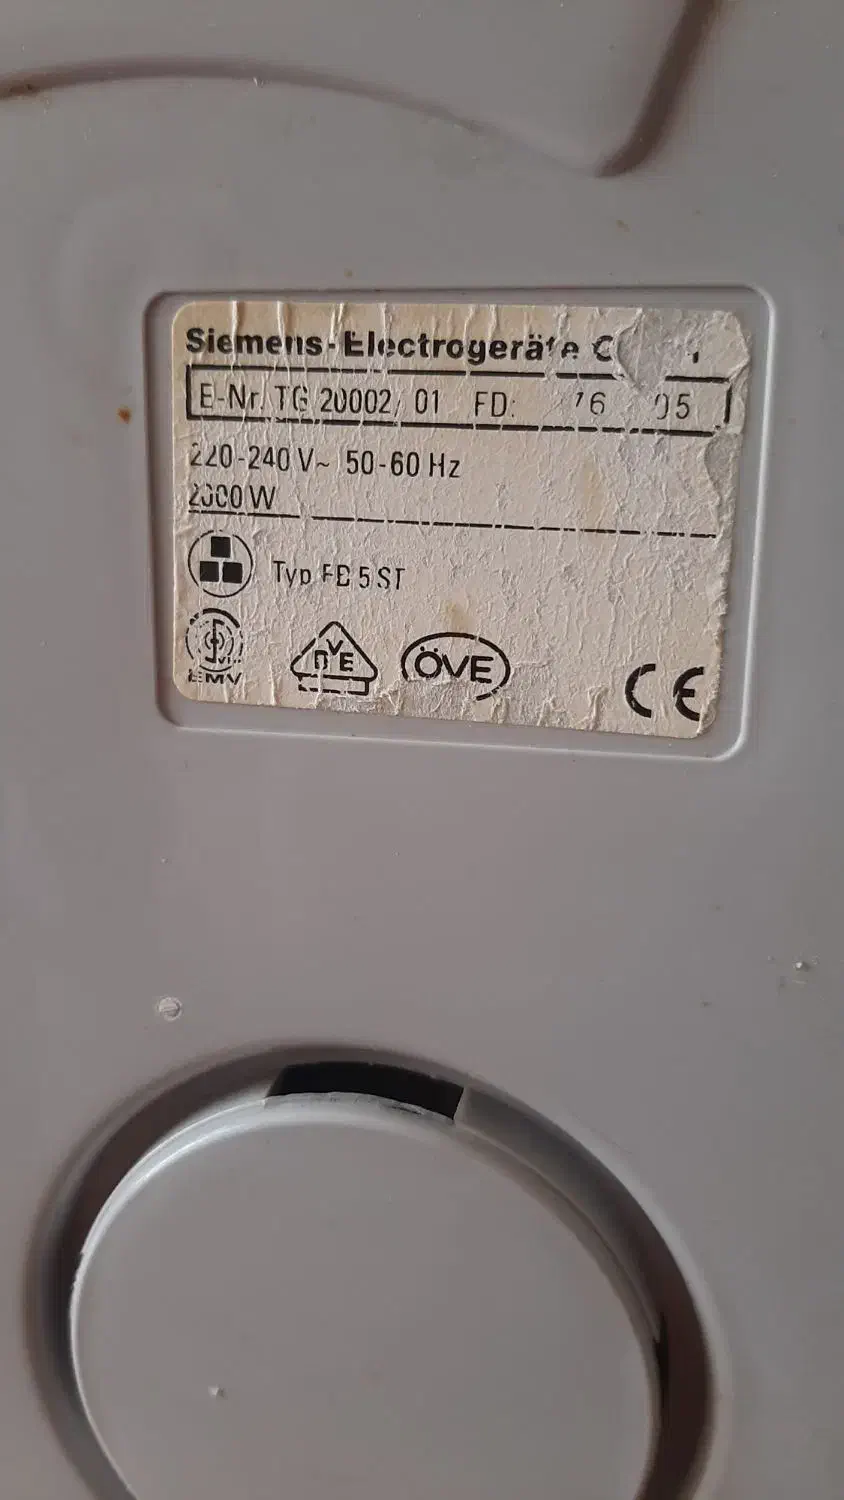 Siemens-Electrogeräte
E-Nr. TG 20002/01 FD:
220-240 V~ 50-60 Hz
2000 W
Typ 5 ST
EMV
DVE
ÖVE
CE